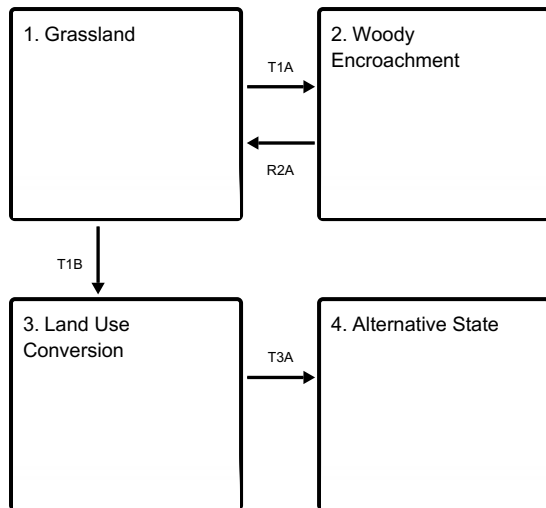 1. Grassland
2. Woody
Encroachment
T1A
R2A
T1B
3. Land Use
Conversion
4. Alternative State
T3A